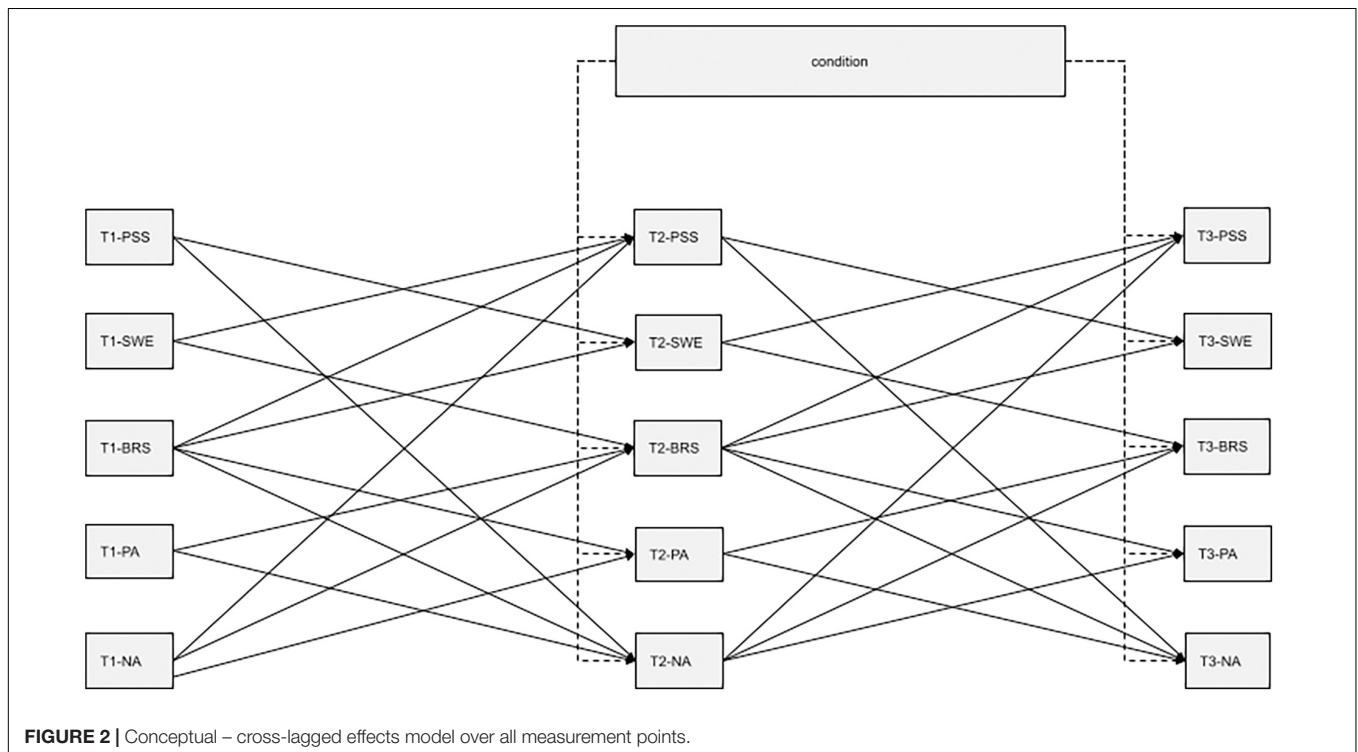 condition
T1-PSS
T2-PSS
T3-PSS
T1-SWE
T2-SWE
T3-SWE
T1-BRS
T2-BRS
T3-BRS
T1-PA
T2-PA
T3-PA
T1-NA
T2-NA
T3-NA
FIGURE 2 | Conceptual – cross-lagged effects model over all measurement points.